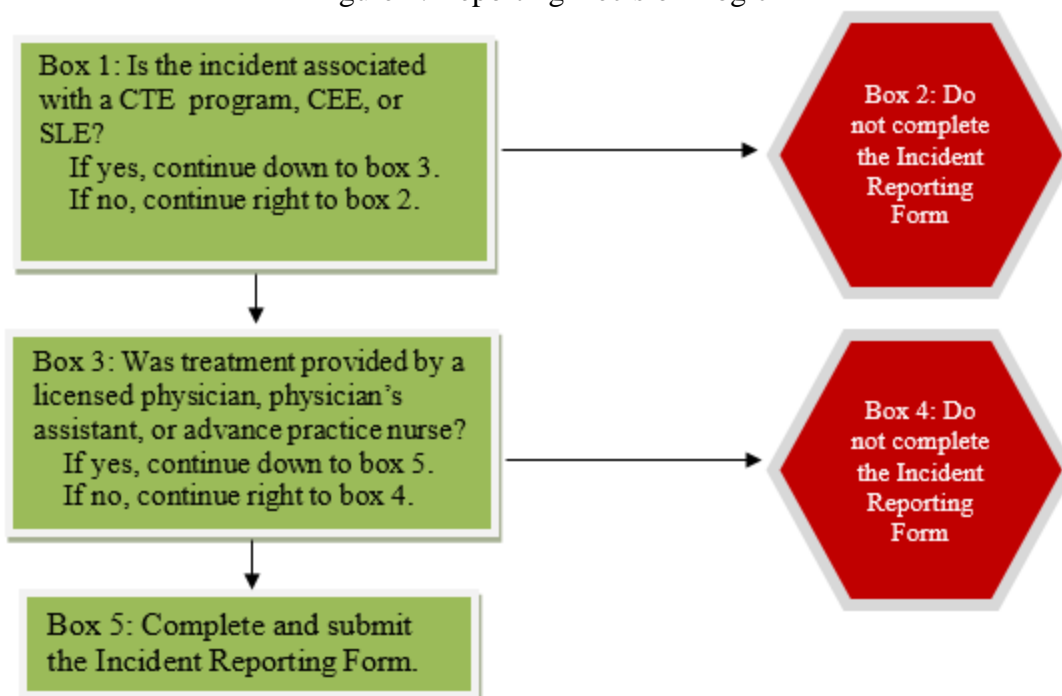 Box 1: Is the incident associated
with a CTE program, CEE, or
SLE?
If yes, continue down to box 3.
If no, continue right to box 2.
Box 2: Do
not complete
the Incident
Reporting
Form
Box 3: Was treatment provided by a
licensed physician, physician's
assistant, or advance practice nurse?
If yes, continue down to box 5.
If no, continue right to box 4.
Box 4: Do
not complete
the Incident
Reporting
Form
Box 5: Complete and submit
the Incident Reporting Form.